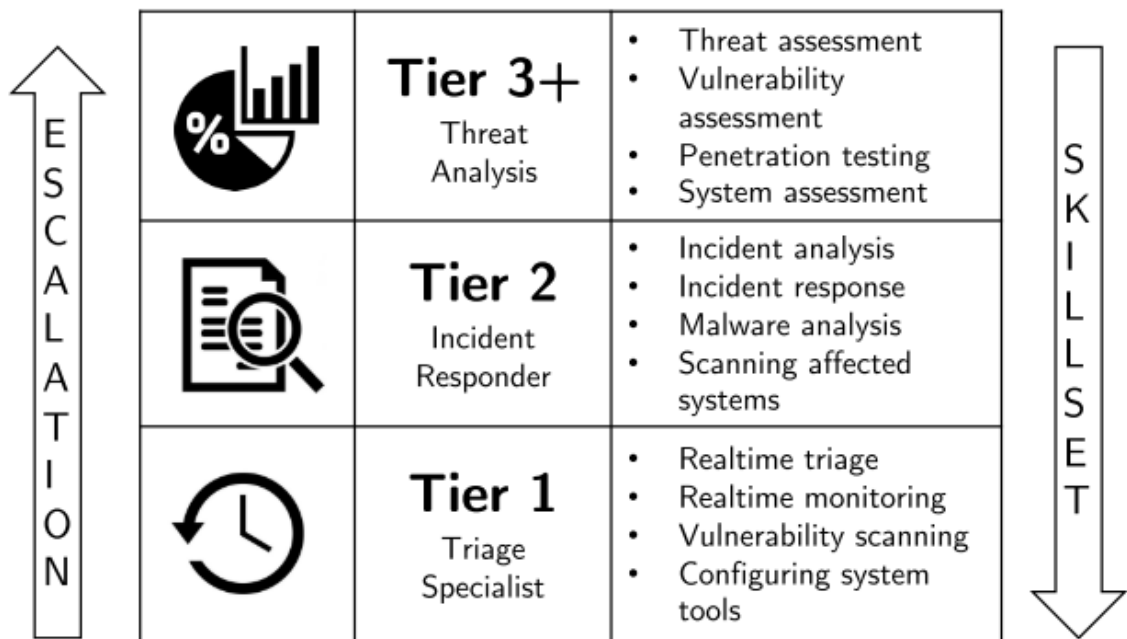 ESCALATION
%
Tier 3+
Threat
Analysis
• Threat assessment
• Vulnerability
assessment
• Penetration testing
• System assessment
Tier 2
Incident
Responder
• Incident analysis
• Incident response
• Malware analysis
• Scanning affected
systems
Tier 1
Triage
Specialist
• Realtime triage
• Realtime monitoring
• Vulnerability scanning
• Configuring system
tools
SKILLSET